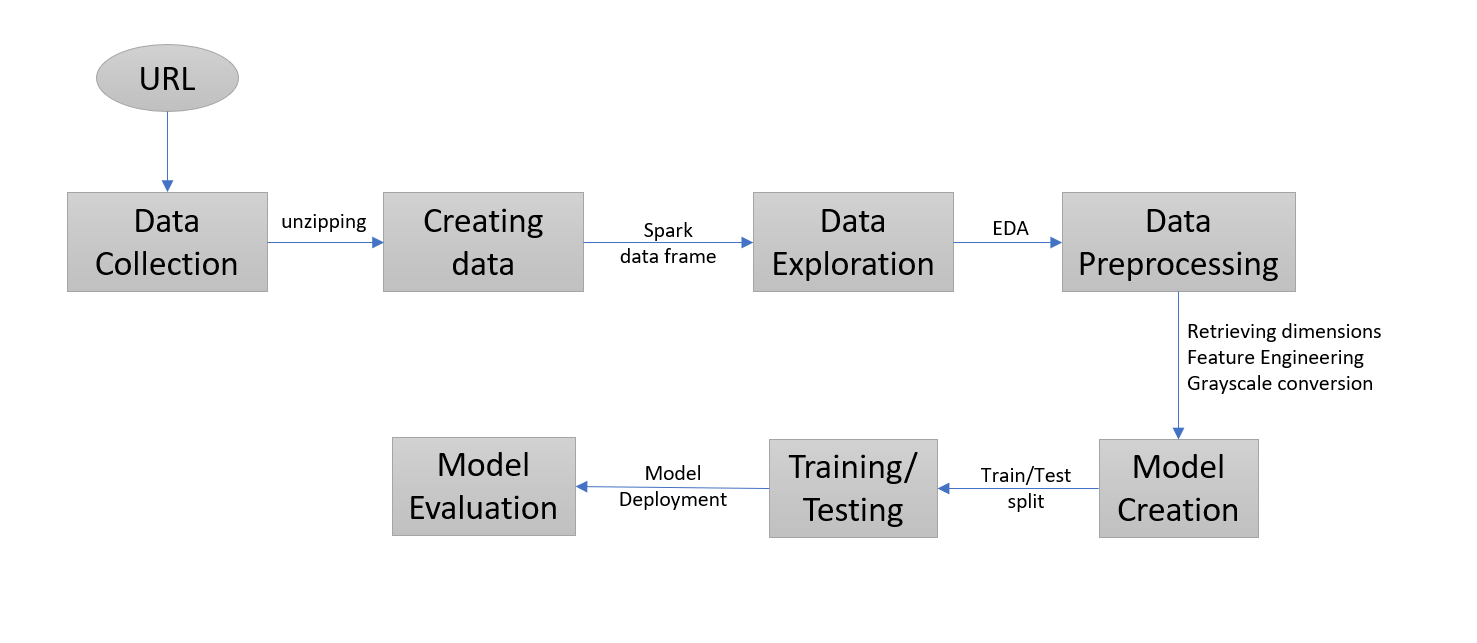 URL
Data
Collection
unzipping
Creating
data
Spark
data frame
Data
Exploration
EDA
Data
Preprocessing
Retrieving dimensions
Feature Engineering
Grayscale conversion
Model
Creation
Train/Test
split
Training/
Testing
Model
Deployment
Model
Evaluation